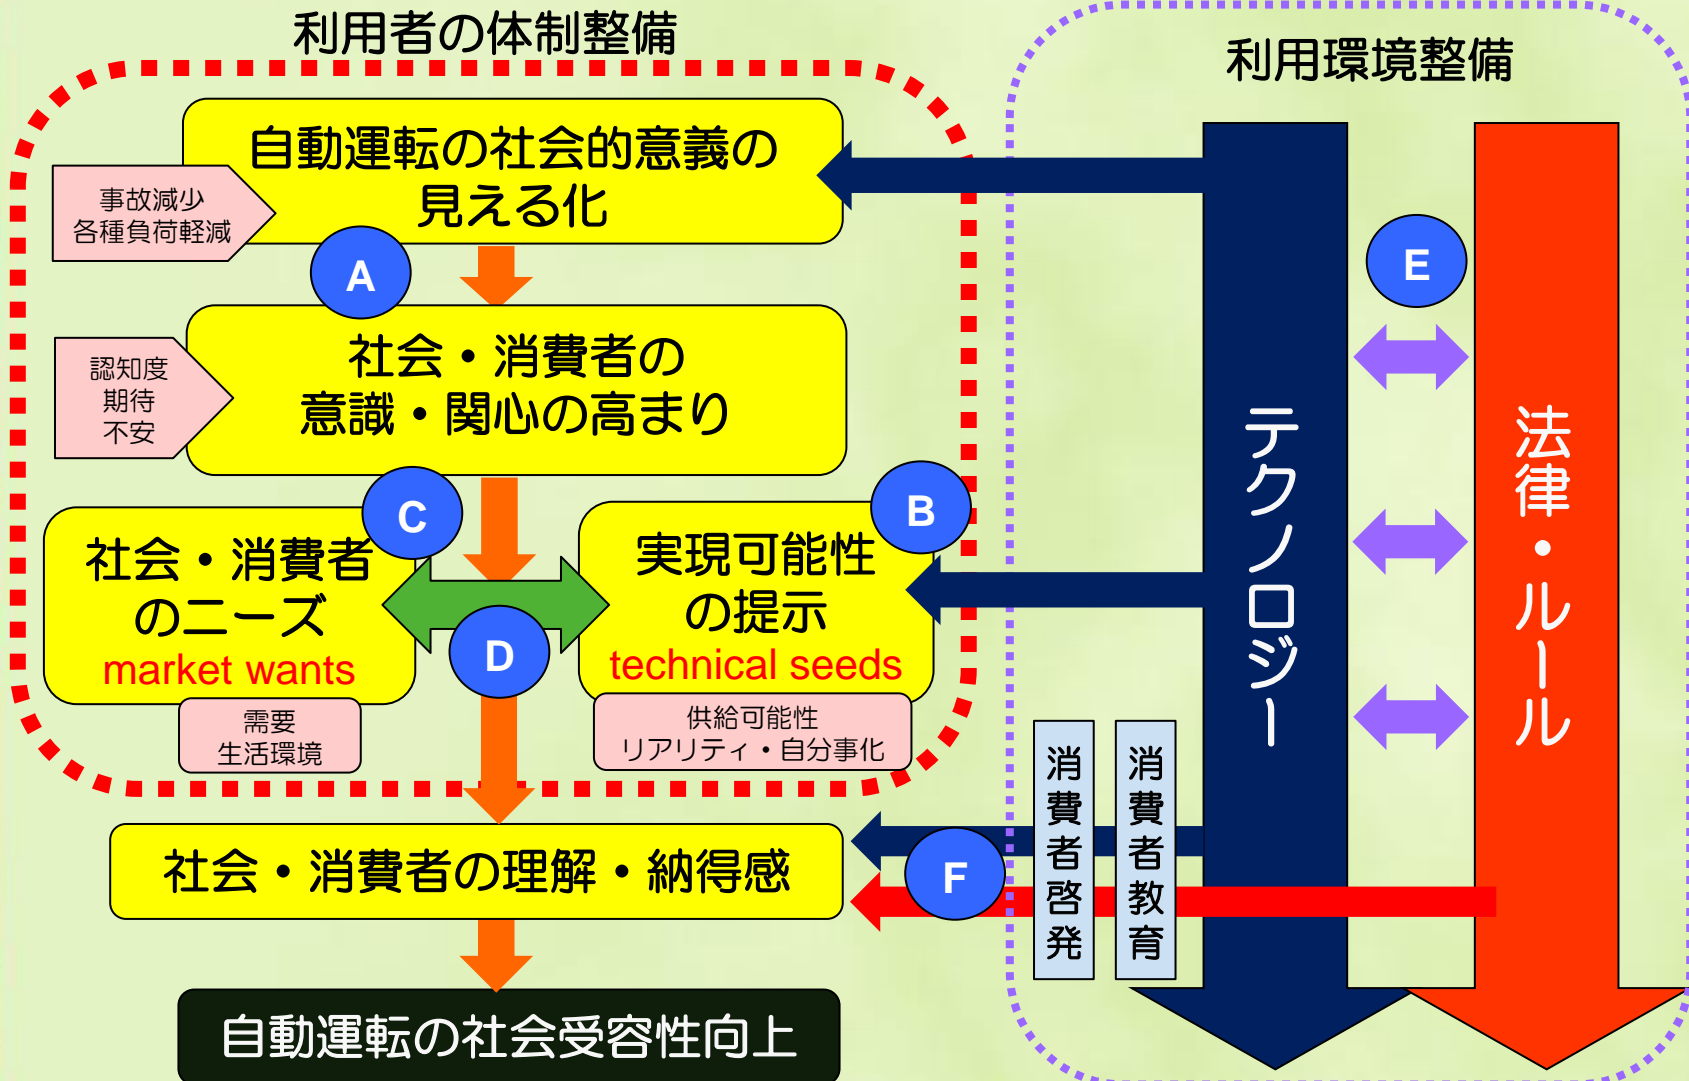 利用者の体制整備
自動運転の社会的意義の
見える化
事故減少
各種負荷軽減
A
社会・消費者の
意識・関心の高まり
認知度
期待
不安
C
B
社会・消費者
のニーズ
market wants
需要
生活環境
D
実現可能性
の提示
technical seeds
供給可能性
リアリティ・自分事化
社会・消費者の理解・納得感
自動運転の社会受容性向上
利用環境整備
テクノロジー
E
法律・ルール
F
消費者啓発
消費者教育